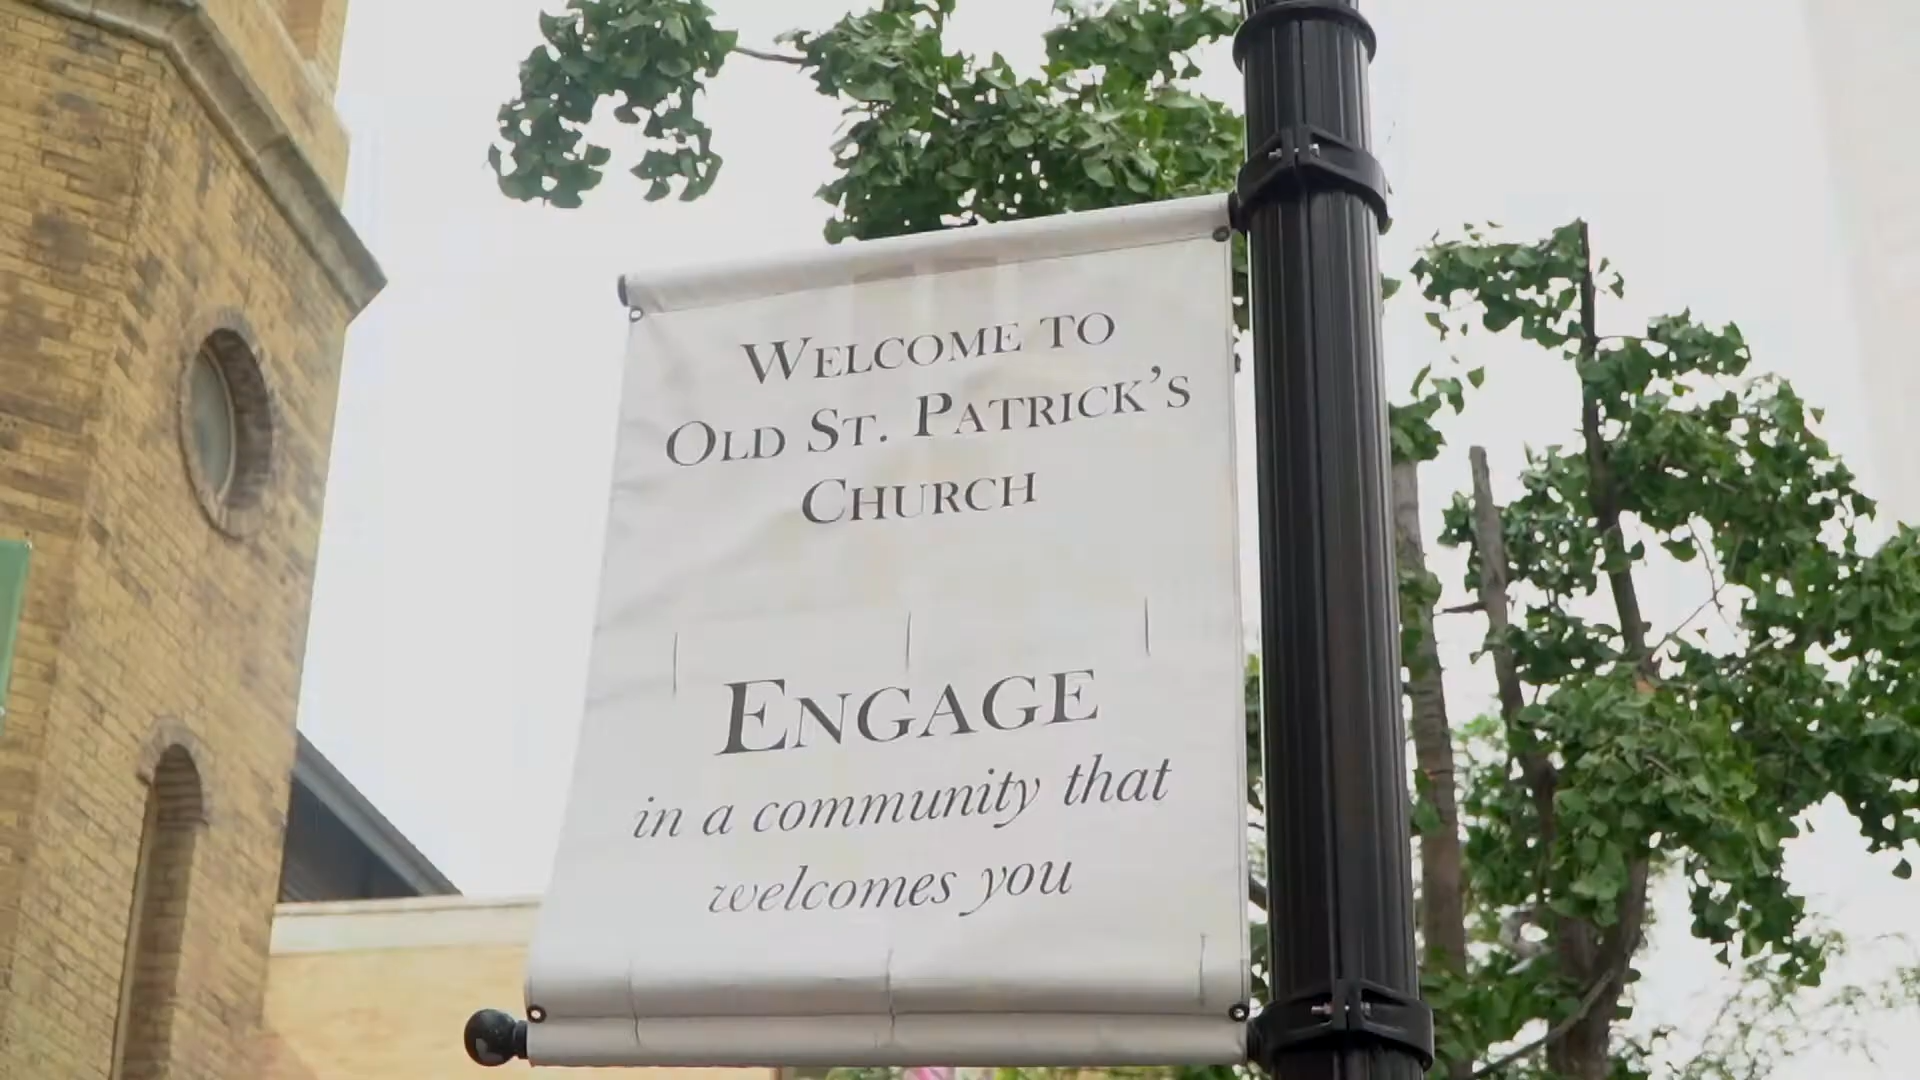 WELCOME TO
OLD ST. PATRICK'S
CHURCH
ENGAGE
in a community that
welcomes you